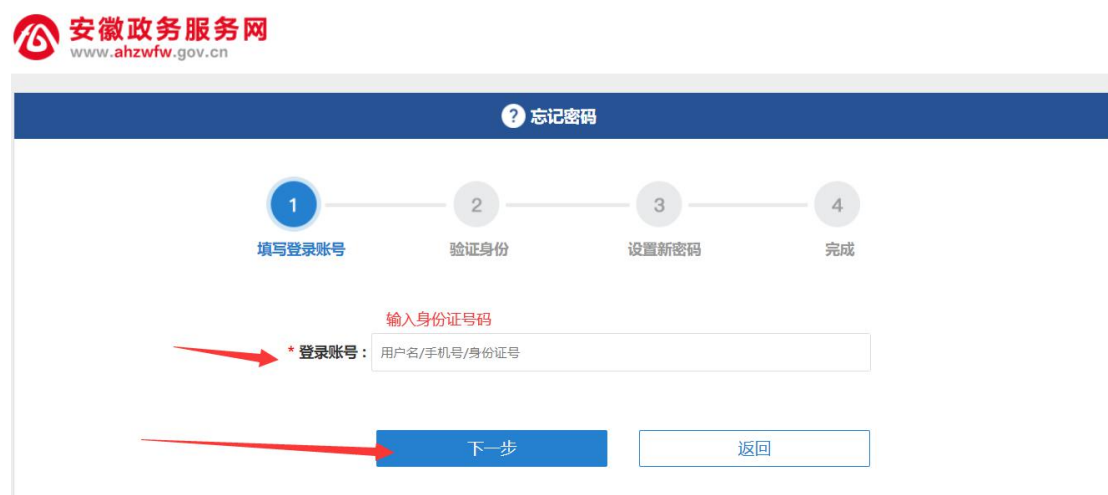 安徽政务服务网
www.ahzwfw.gov.cn
? 忘记密码
1 2 3 4
填写登录账号 验证身份 设置新密码 完成
输入身份证号码
* 登录账号： 用户名/手机号/身份证号
下一步 返回